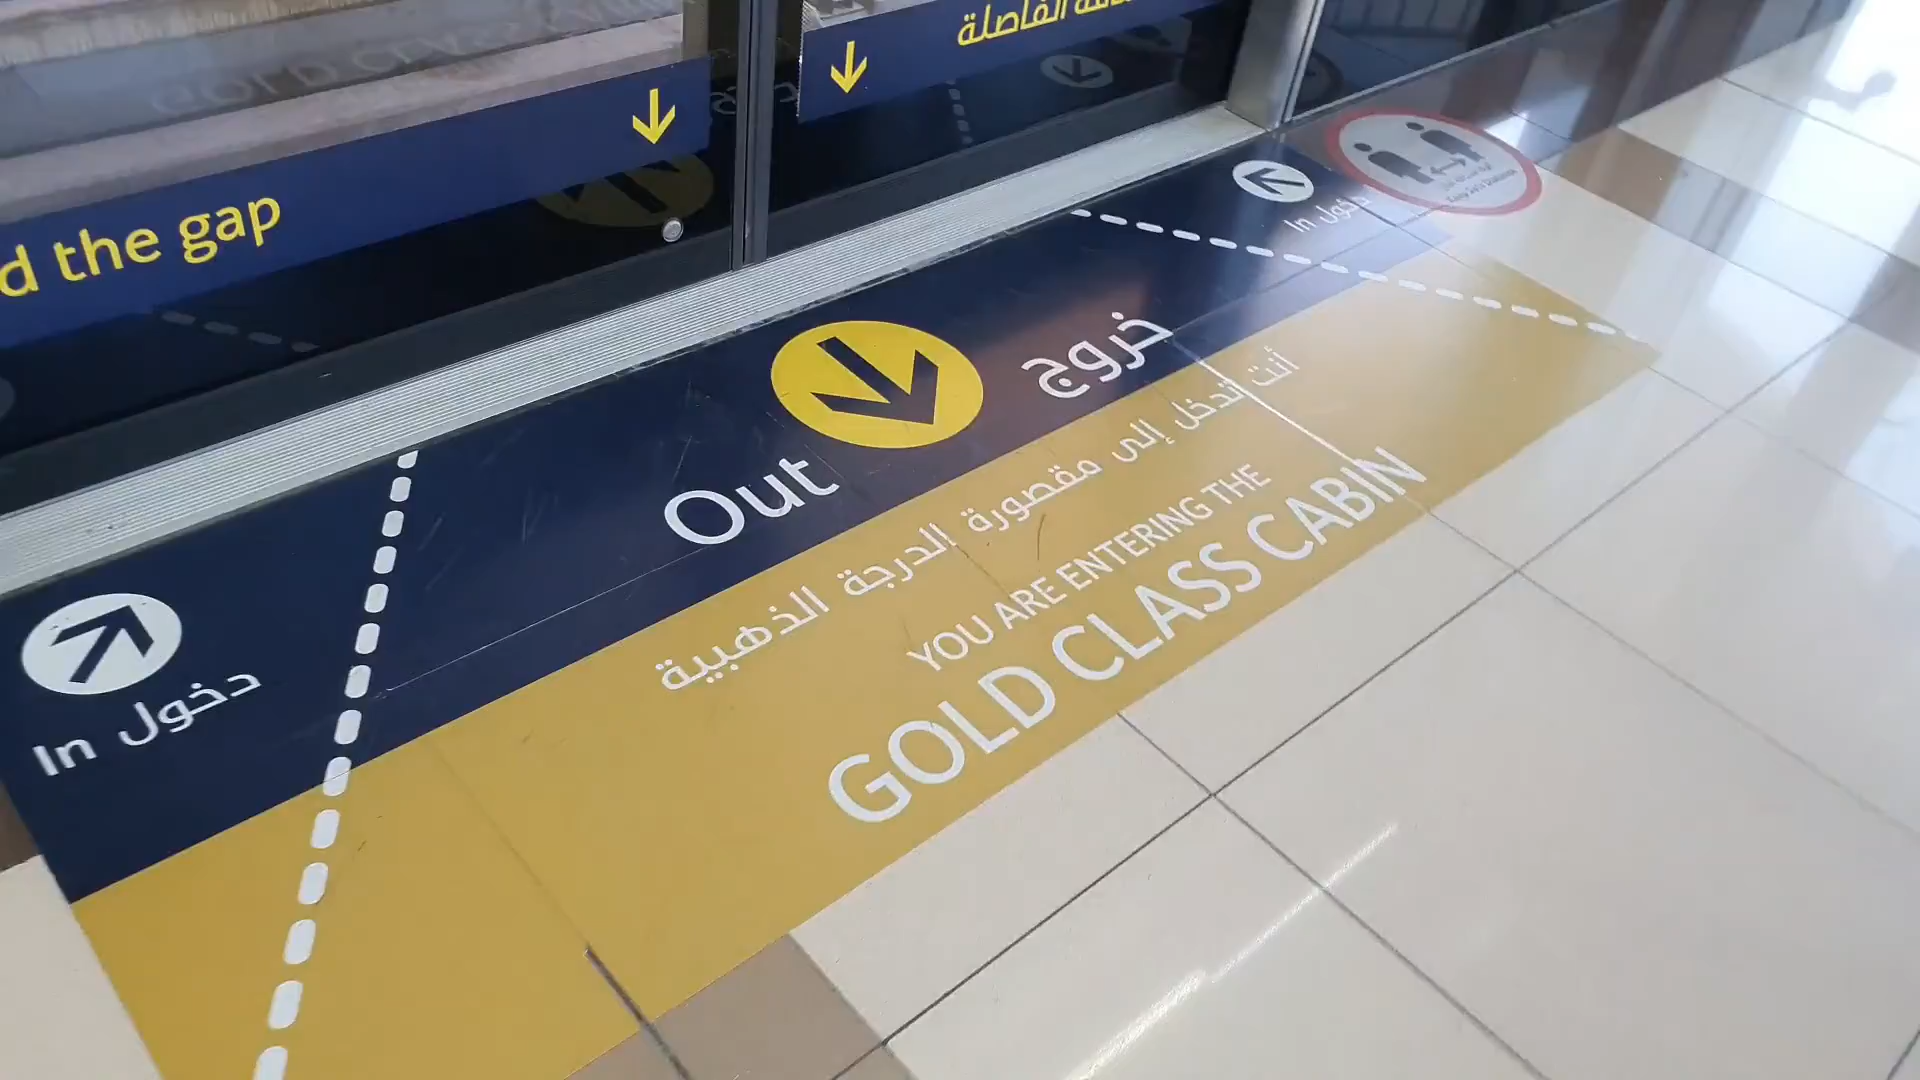 الفاصلة
the gap
In دخول
Out خروج
In دخول
أنت تدخل إلى مقصورة الدرجة الذهبية
YOU ARE ENTERING THE
GOLD CLASS CABIN